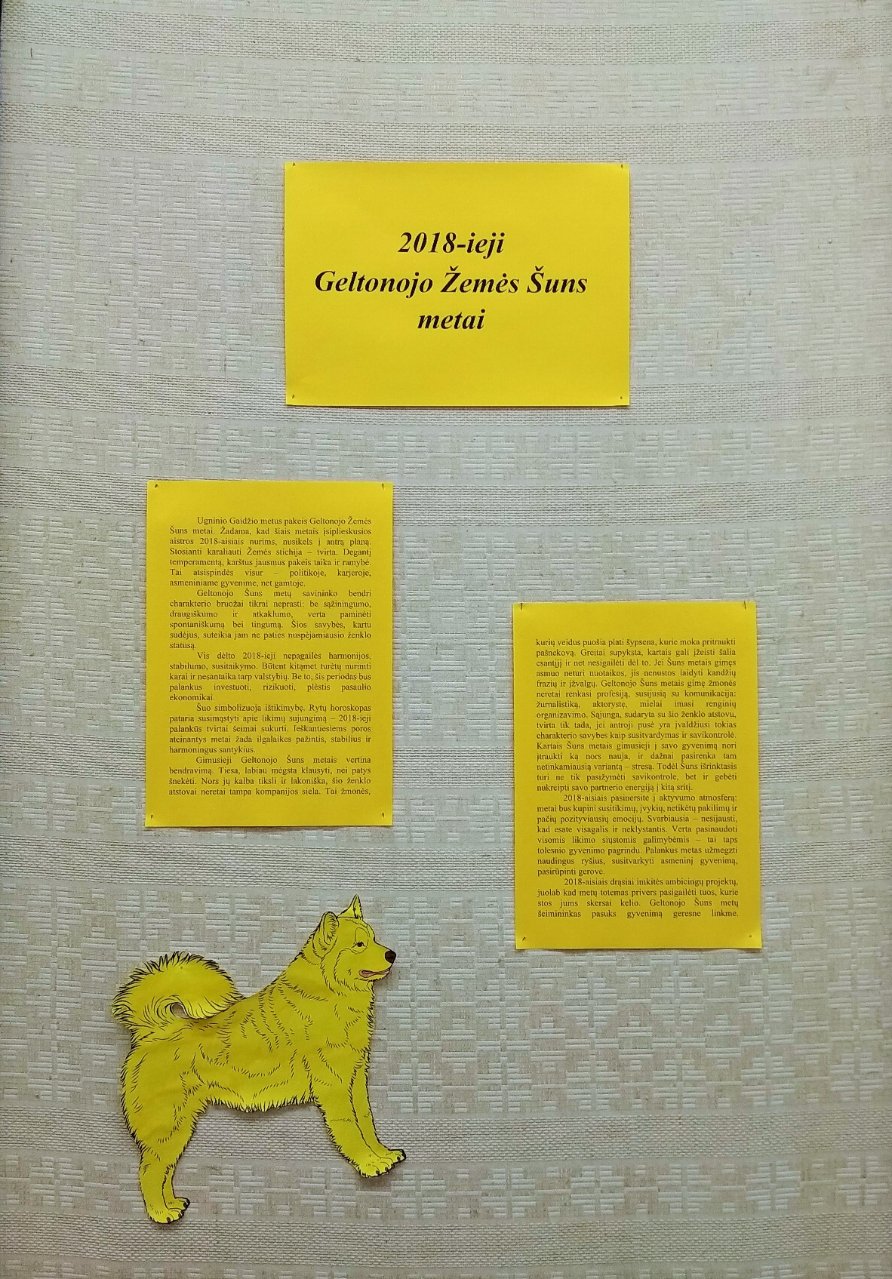 2018-ieji
Geltonojo Žemės Šuns
metai
Ugninio Gaidžio metus pakeis Geltonojo Žemės
Šuns metai. Žadama, kad šiais metais įsiplieskusios
aistros 2018-aisiais nurims, nusikels į antrą planą.
Stosianti karaliauti Žemės stichija – tvirta. Degantį
temperamentą, karštus jausmus pakeis taika ir ramybė.
Tai atsispindės visur – politikoje, karjeroje,
asmeniniame gyvenime, net gamtoje.
Geltonojo Šuns metų savininko bendri
charakterio bruožai tikrai neprasti: be sąžiningumo,
draugiškumo ir atkaklumo, verta paminėti
spontaniškumą bei tingumą. Šios savybės, kartu
sudėjus, suteikia jam ne paties nuspėjamiausio ženklo
statusą.
Vis dėlto 2018-ieji nepagailės harmonijos,
stabilumo, susitaikymo. Būtent kitąmet turėtų nurimti
karai ir nesantaika tarp valstybių. Be to, šis periodas bus
palankus investuoti, rizikuoti, plėstis pasaulio
ekonomikai.
Šuo simbolizuoja ištikimybę. Rytų horoskopas
pataria susimąstyti apie likimų sujungimą – 2018-ieji
palankūs tvirtai šeimai sukurti. Ieškantiesiems poros
ateinantys metai žada ilgalaikes pažintis, stabilius ir
harmoningus santykius.
Gimusieji Geltonojo Šuns metais vertina
bendravimą. Tiesa, labiau mėgsta klausyti, nei patys
šnekėti. Nors jų kalba tiksli ir lakoniška, šio ženklo
atstovai neretai tampa kompanijos siela. Tai žmonės,
kurių veidus puošia plati šypsena, kurie moka pritraukti
pašnekovą. Greitai supyksta, kartais gali įžeisti šalia
esantįjį ir net nesigailėti dėl to. Jei Šuns metais gimęs
asmuo neturi nuotaikos, jis nenustos laidyti kandžių
frazių ir įžvalgų. Geltonojo Šuns metais gimę žmonės
neretai renkasi profesiją, susijusią su komunikacija:
žurnalistiką, aktorystę, mielai imasi renginių
organizavimo. Sąjunga, sudaryta su šio ženklo atstovu,
tvirta tik tada, jei antroji pusė yra įvaldžiusi tokias
charakterio savybes kaip susitvardymas ir savikontrolė.
Kartais Šuns metais gimusieji į savo gyvenimą nori
įtraukti ką nors nauja, ir dažnai pasirenka tam
netinkamiausią variantą – stresą. Todėl Šuns išrinktasis
turi ne tik pasižymėti savikontrole, bet ir gebėti
nukreipti savo partnerio energiją į kitą sritį.
2018-aisiais pasinersite į aktyvumo atmosferą:
metai bus kupini susitikimų, įvykių, netikėtų pakilimų ir
pačių pozityviausių emocijų. Svarbiausia – nesijausti,
kad esate visagalis ir neklystantis. Verta pasinaudoti
visomis likimo siųstomis galimybėmis – tai taps
tolesnio gyvenimo pagrindu. Palankus metas užmegzti
naudingus ryšius, susitvarkyti asmeninį gyvenimą,
pasirūpinti gerove.
2018-aisiais drąsiai imkitės ambicingų projektų,
juolab kad metų totemas privers pasigailėti tuos, kurie
stos jums skersai kelio. Geltonojo Šuns metų
šeimininkas pasuks gyvenimą geresne linkme,